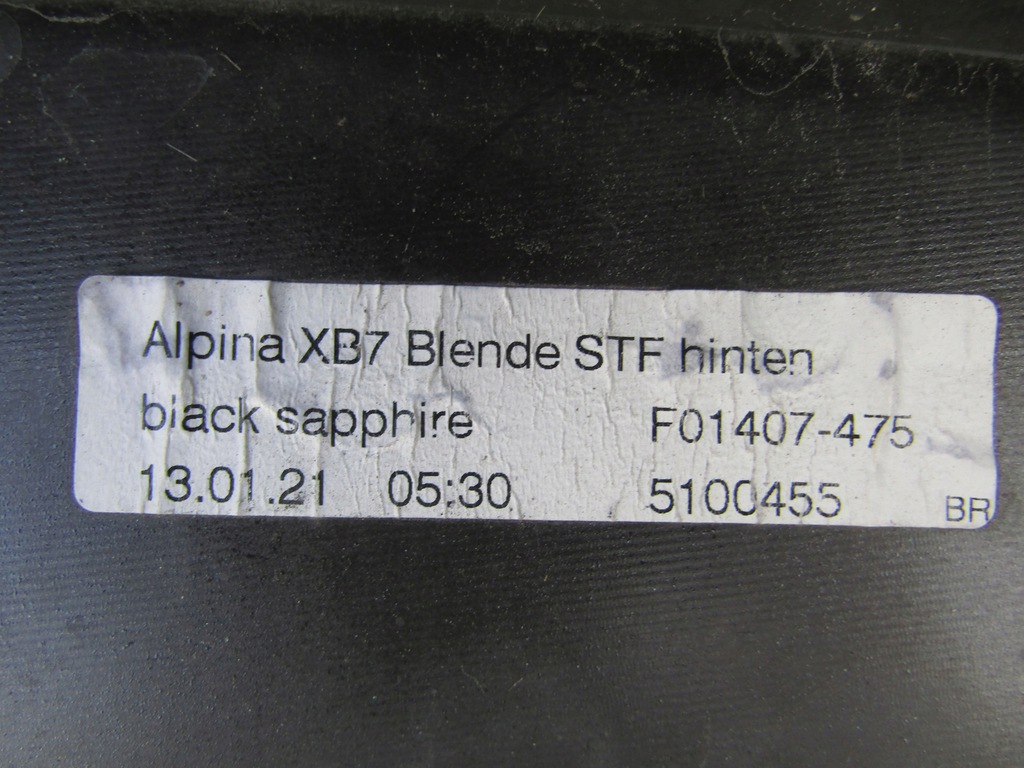 Alpina XB7 Blende STF hinten
black sapphire F01407-475
13.01.21 05:30 5100455 BR